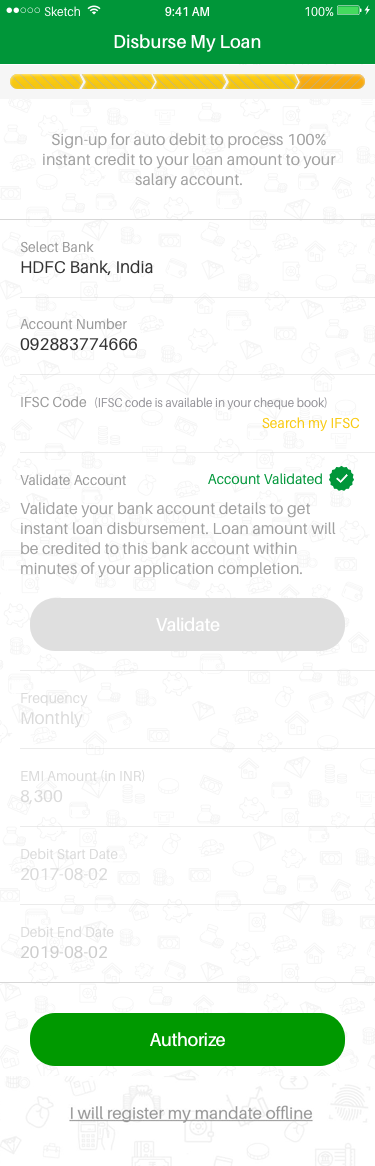 Sketch 9:41 AM 100%
Disburse My Loan
Sign-up for auto debit to process 100%
instant credit to your loan amount to your
salary account.
Select Bank
HDFC Bank, India
Account Number
092883774666
IFSC Code (IFSC code is available in your cheque book)
Search my IFSC
Validate Account Account Validated
Validate your bank account details to get
instant loan disbursement. Loan amount will
be credited to this bank account within
minutes of your application completion.
Validate
Frequency
Monthly
EMI Amount (in INR)
8,300
Debit Start Date
2017-08-02
Debit End Date
2019-08-02
Authorize
I will register my mandate offline